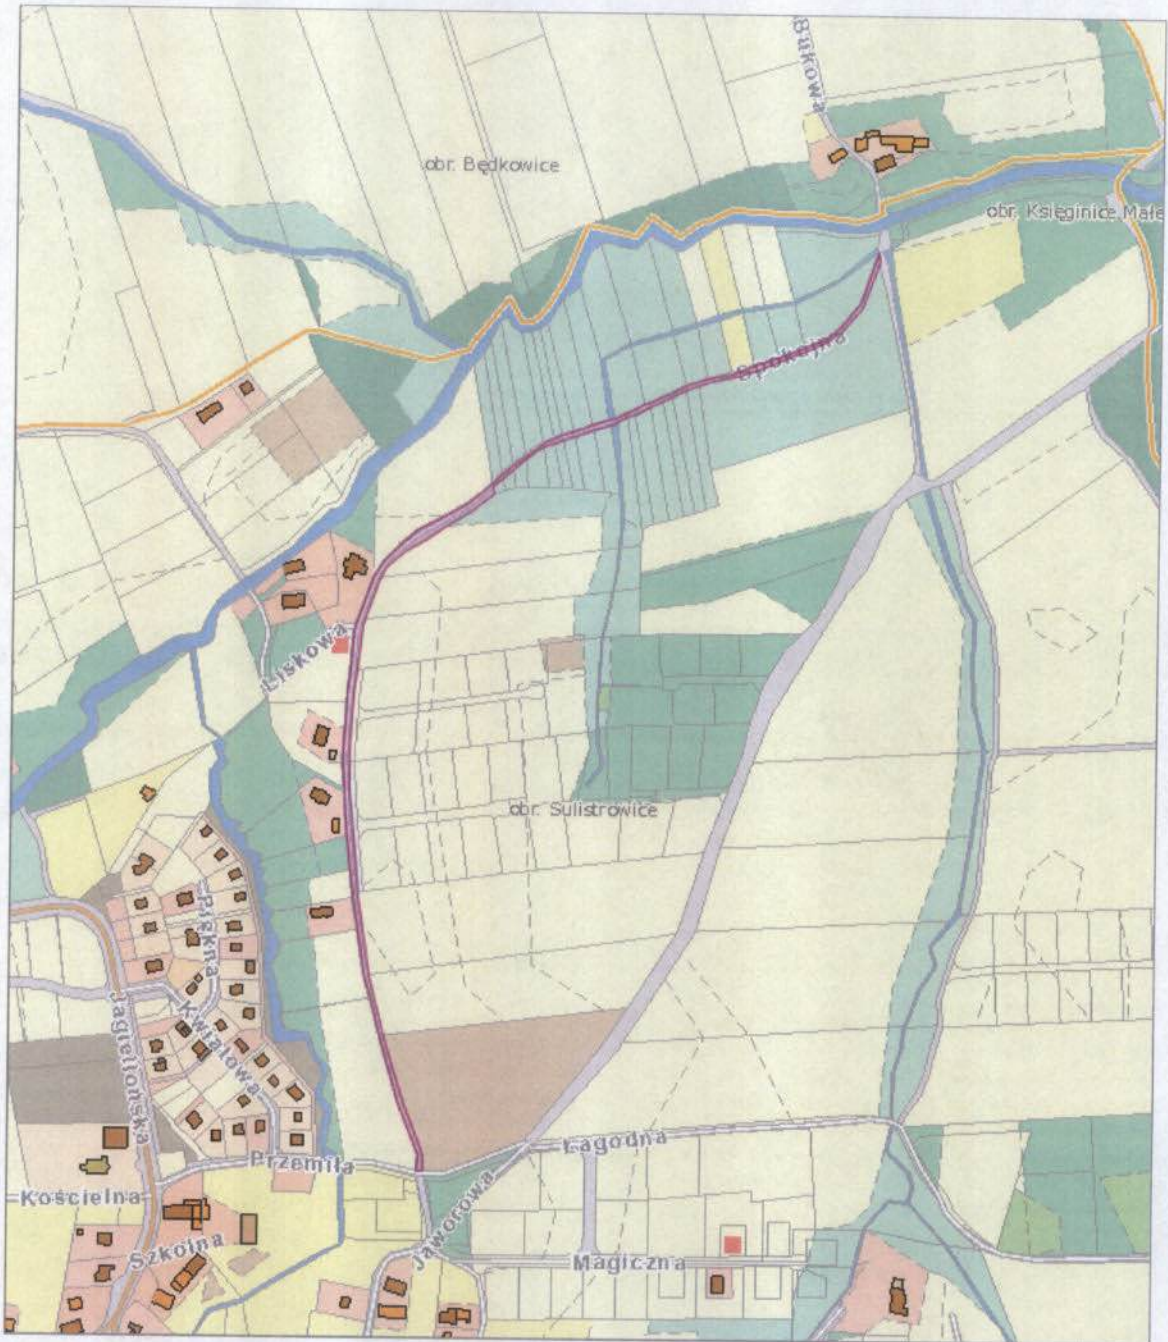 Bukowa
obr. Będkowice
obr. Księginice Małe
Spokojna
Liskowa
obr. Sulistrowice
Piękna
Kwiatowa
Jagiellońska
Łagodna
Przemiła
Kościelna
Jaworowa
Szkolna
Magiczna